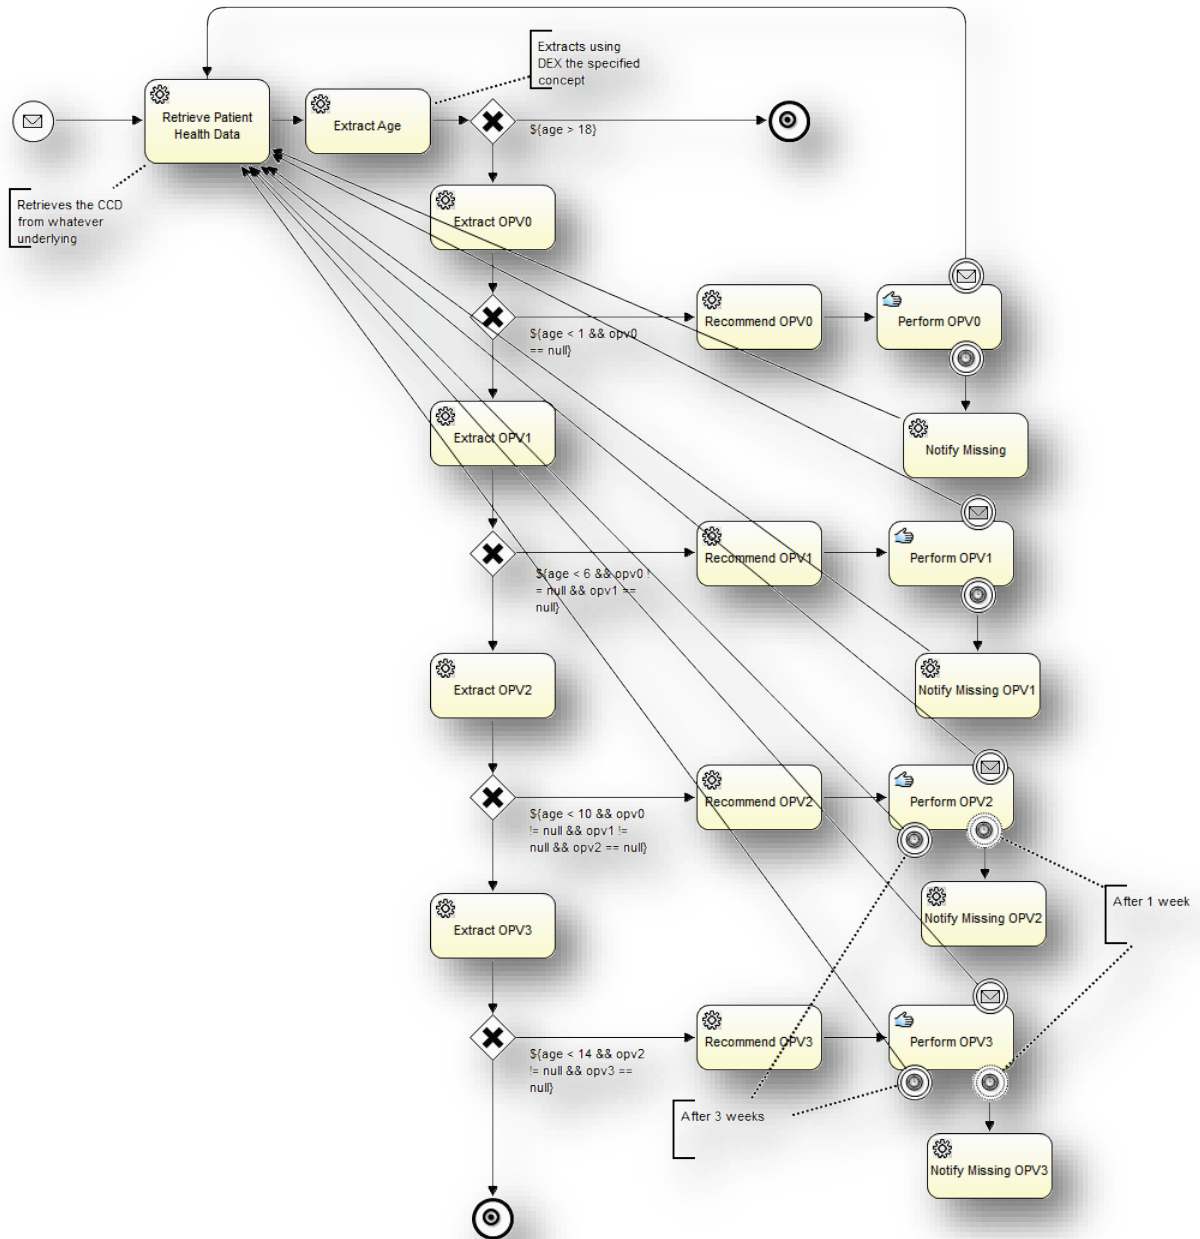 Extracts using
DEX the specified
concept
Retrieve Patient
Health Data
Extract Age
${age > 18}
Retrieves the CCD
from whatever
underlying
Extract OPV0
Recommend OPV0
Perform OPV0
${age < 1 && opv0
== null}
Extract OPV1
Notify Missing
Recommend OPV1
Perform OPV1
${age < 6 && opv0 !
= null && opv1 ==
null}
Extract OPV2
Notify Missing OPV1
Recommend OPV2
Perform OPV2
${age < 10 && opv0
!= null && opv1 !=
null && opv2 == null}
After 1 week
Extract OPV3
Notify Missing OPV2
Recommend OPV3
Perform OPV3
${age < 14 && opv2
!= null && opv3 ==
null}
After 3 weeks
Notify Missing OPV3